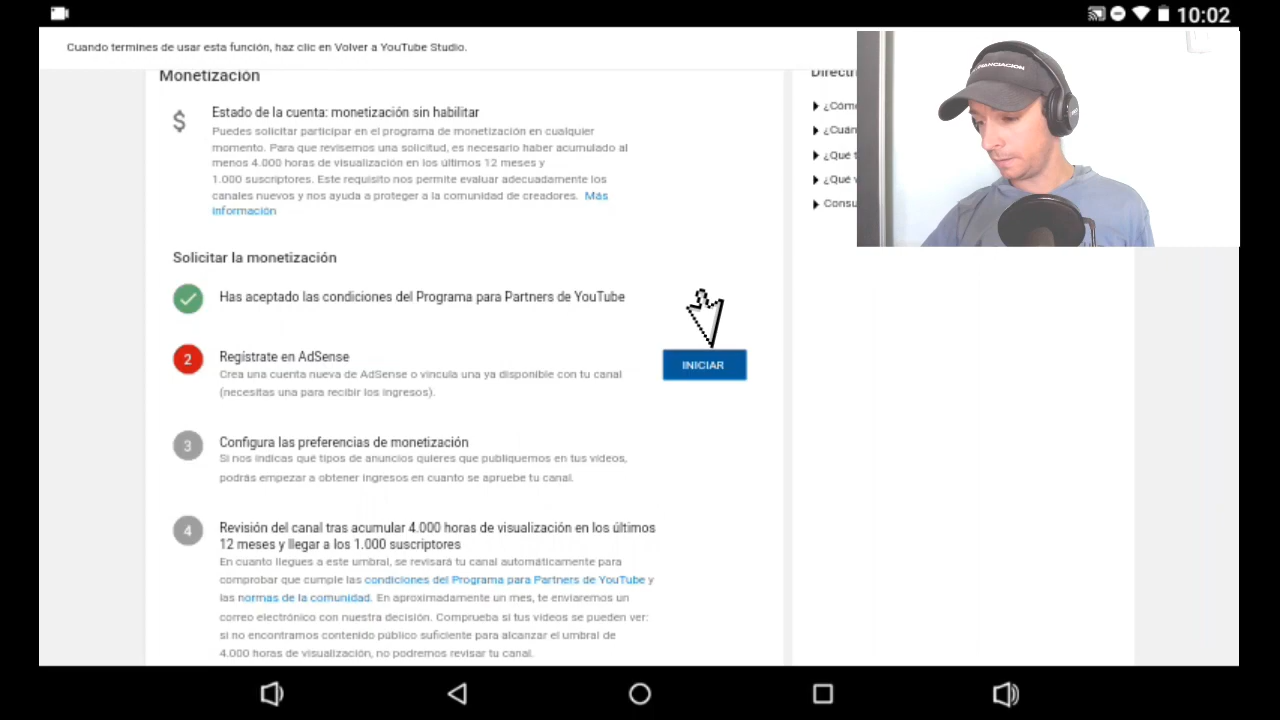 10:02
Cuando termines de usar esta función, haz clic en Volver a YouTube Studio.
Monetización
Estado de la cuenta: monetización sin habilitar
Puedes solicitar participar en el programa de monetización en cualquier
momento. Para que revisemos una solicitud, es necesario haber acumulado al
menos 4.000 horas de visualización en los últimos 12 meses y
1.000 suscriptores. Este requisito nos permite evaluar adecuadamente los
canales nuevos y nos ayuda a proteger a la comunidad de creadores. Más
información
Solicitar la monetización
Has aceptado las condiciones del Programa para Partners de YouTube
2 Regístrate en AdSense
Crea una cuenta nueva de AdSense o vincula una ya disponible con tu canal
(necesitas una para recibir los ingresos).
INICIAR
3 Configura las preferencias de monetización
Si nos indicas qué tipos de anuncios quieres que publiquemos en tus vídeos,
podrás empezar a obtener ingresos en cuanto se apruebe tu canal.
4 Revisión del canal tras acumular 4.000 horas de visualización en los últimos
12 meses y llegar a los 1.000 suscriptores
En cuanto llegues a este umbral, se revisará tu canal automáticamente para
comprobar que cumple las condiciones del Programa para Partners de YouTube y
las normas de la comunidad. En aproximadamente un mes, te enviaremos un
correo electrónico con nuestra decisión. Comprueba si tus vídeos se pueden ver:
si no encontramos contenido público suficiente para alcanzar el umbral de
4.000 horas de visualización, no podremos revisar tu canal.